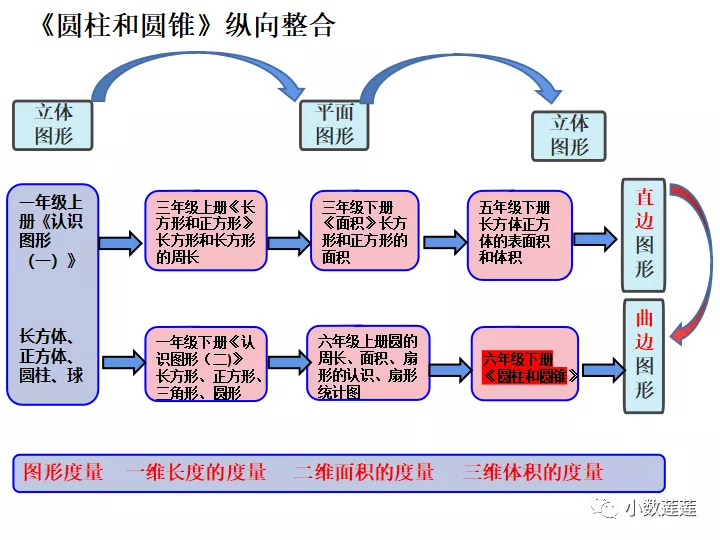 《圆柱和圆锥》纵向整合
立体
图形
平面
图形
立体
图形
一年级上
册《认识
图形
（一）》
长方体、
正方体、
圆柱、球
三年级上册《长
方形和正方形》
长方形和长方形
的周长
三年级下册
《面积》长方
形和正方形的
面积
五年级下册
长方体正方
体的表面积
和体积
直
边
图
形
一年级下册《认
识图形（二)》
长方形、正方形、
三角形、圆形
六年级上册圆的
周长、面积、扇
形的认识、扇形
统计图
六年级下册
《圆柱和圆锥》
曲
边
图
形
图形度量 一维长度的度量 二维面积的度量 三维体积的度量
小数莲莲